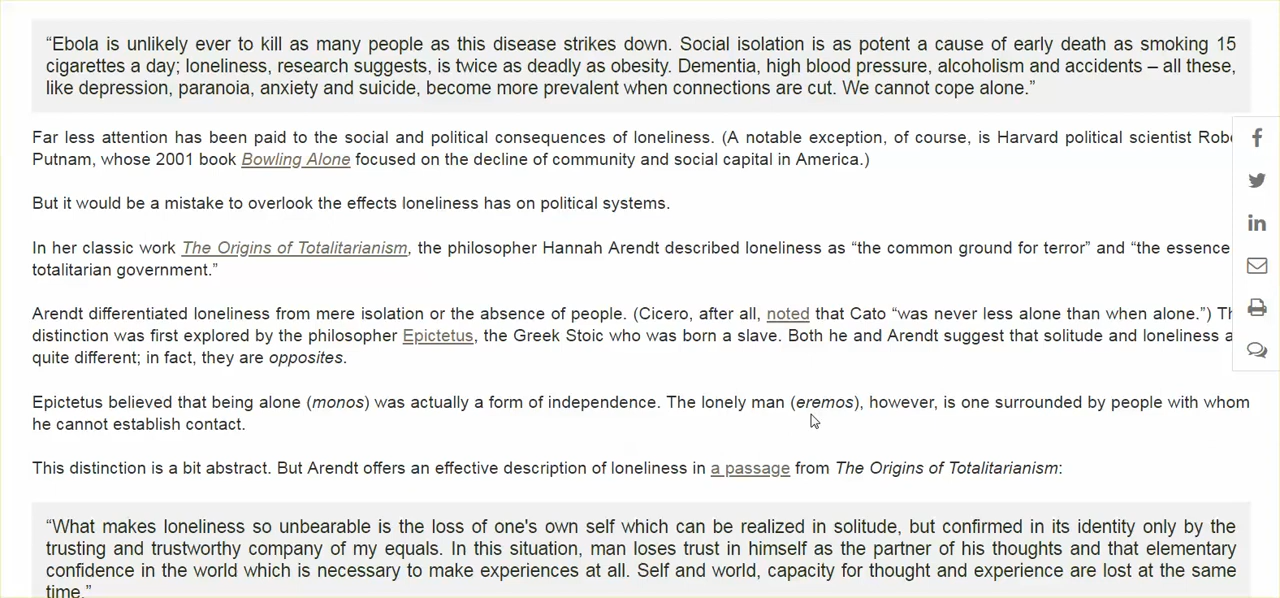 “Ebola is unlikely ever to kill as many people as this disease strikes down. Social isolation is as potent a cause of early death as smoking 15
cigarettes a day; loneliness, research suggests, is twice as deadly as obesity. Dementia, high blood pressure, alcoholism and accidents – all these,
like depression, paranoia, anxiety and suicide, become more prevalent when connections are cut. We cannot cope alone.”
Far less attention has been paid to the social and political consequences of loneliness. (A notable exception, of course, is Harvard political scientist
Putnam, whose 2001 book Bowling Alone focused on the decline of community and social capital in America.)
But it would be a mistake to overlook the effects loneliness has on political systems.
In her classic work The Origins of Totalitarianism, the philosopher Hannah Arendt described loneliness as “the common ground for terror” and “the essence
totalitarian government.”
Arendt differentiated loneliness from mere isolation or the absence of people. (Cicero, after all, noted that Cato “was never less alone than when alone.”)
distinction was first explored by the philosopher Epictetus, the Greek Stoic who was born a slave. Both he and Arendt suggest that solitude and loneliness
quite different; in fact, they are opposites.
Epictetus believed that being alone (monos) was actually a form of independence. The lonely man (eremos), however, is one surrounded by people with whom
he cannot establish contact.
This distinction is a bit abstract. But Arendt offers an effective description of loneliness in a passage from The Origins of Totalitarianism:
“What makes loneliness so unbearable is the loss of one's own self which can be realized in solitude, but confirmed in its identity only by the
trusting and trustworthy company of my equals. In this situation, man loses trust in himself as the partner of his thoughts and that elementary
confidence in the world which is necessary to make experiences at all. Self and world, capacity for thought and experience are lost at the same
time.”